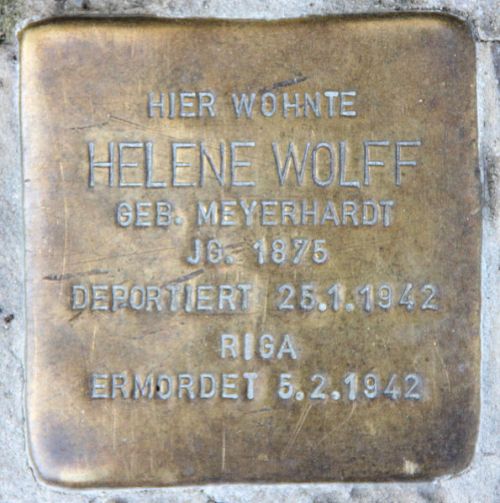 HIER WOHNTE
HELENE WOLFF
GEB. MEYERHARDT
JG. 1875
DEPORTIERT 25.1.1942
RIGA
ERMORDET 5.2.1942